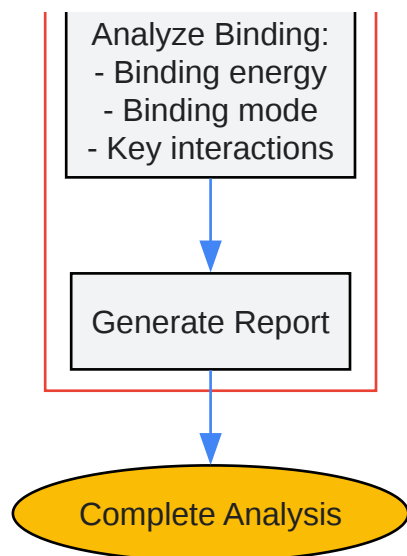 Analyze Binding:
- Binding energy
- Binding mode
- Key interactions
Generate Report
Complete Analysis